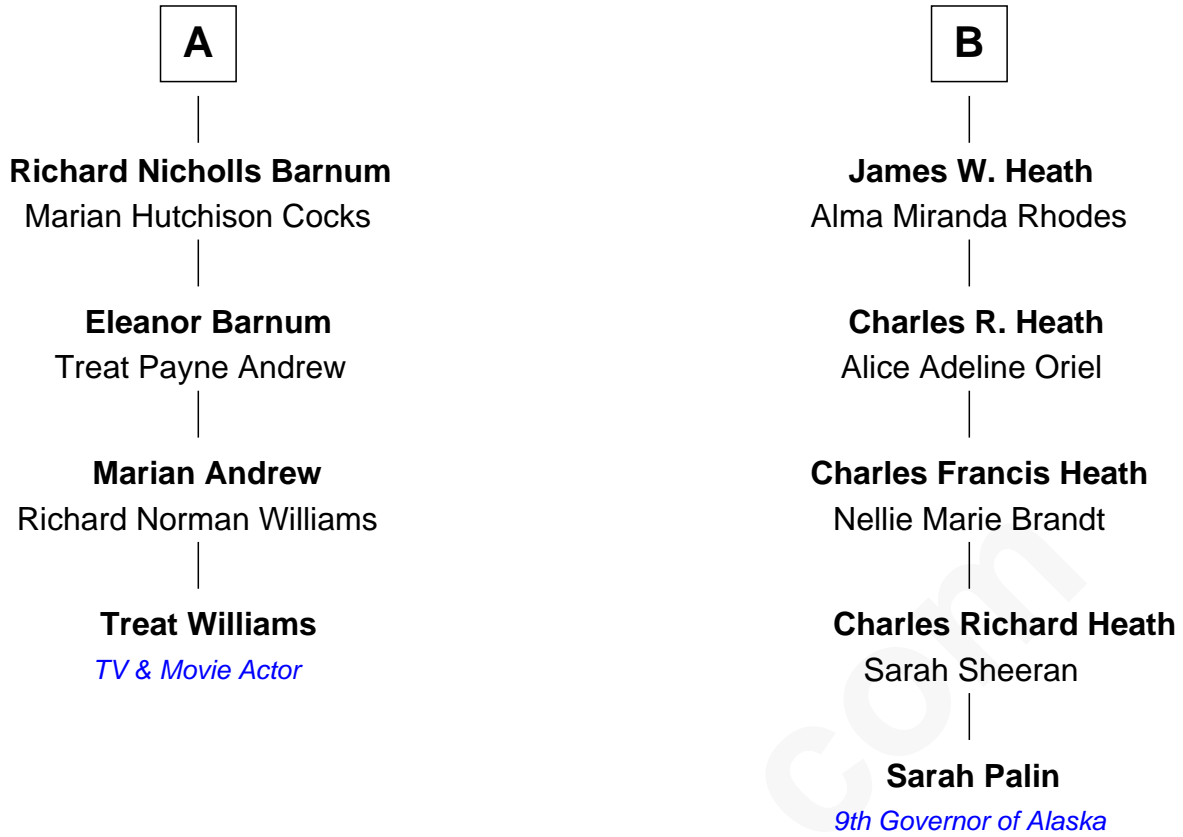 A
Richard Nicholls Barnum
Marian Hutchison Cocks
Eleanor Barnum
Treat Payne Andrew
Marian Andrew
Richard Norman Williams
Treat Williams
TV & Movie Actor
B
James W. Heath
Alma Miranda Rhodes
Charles R. Heath
Alice Adeline Oriel
Charles Francis Heath
Nellie Marie Brandt
Charles Richard Heath
Sarah Sheeran
Sarah Palin
9th Governor of Alaska
com